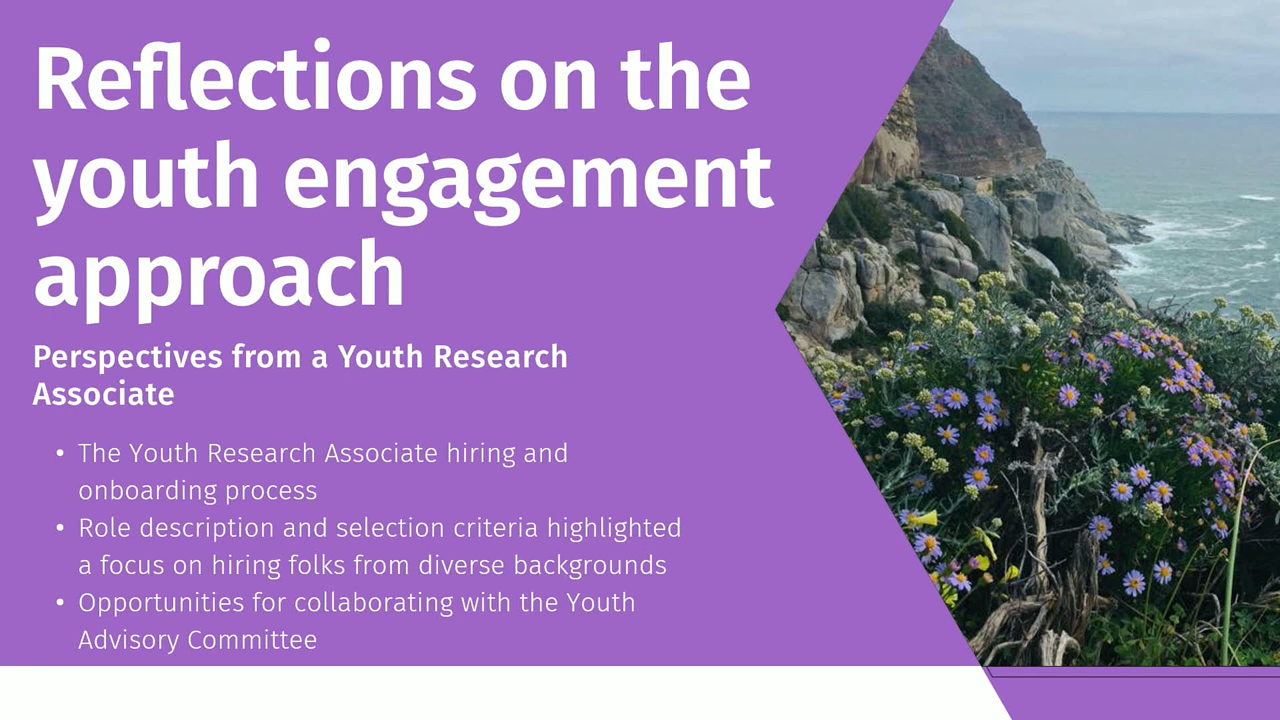 Reflections on the
youth engagement
approach
Perspectives from a Youth Research
Associate
• The Youth Research Associate hiring and
onboarding process
• Role description and selection criteria highlighted
a focus on hiring folks from diverse backgrounds
• Opportunities for collaborating with the Youth
Advisory Committee